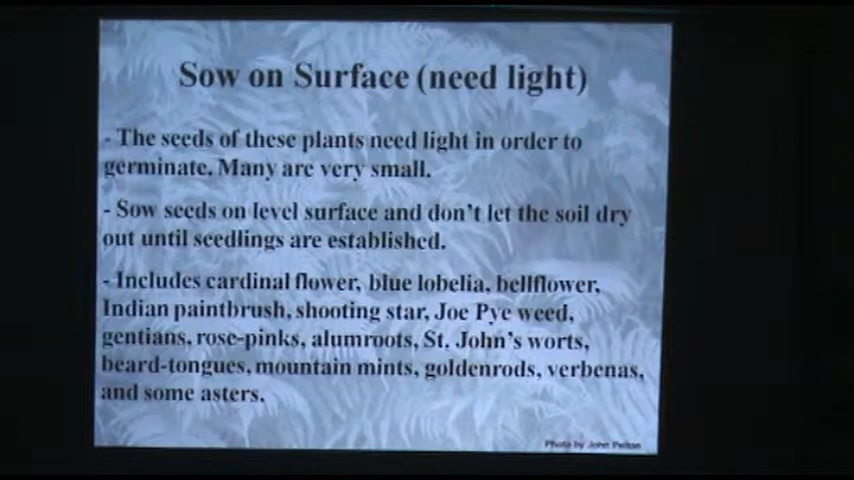 Sow on Surface (need light)
- The seeds of these plants need light in order to
germinate. Many are very small.
- Sow seeds on level surface and don't let the soil dry
out until seedlings are established.
- Includes cardinal flower, blue lobelia, bellflower,
Indian paintbrush, shooting star, Joe Pye weed,
gentians, rose-pinks, alumroots, St. John's worts,
beard-tongues, mountain mints, goldenrods, verbenas,
and some asters.
Photo by John Pelton